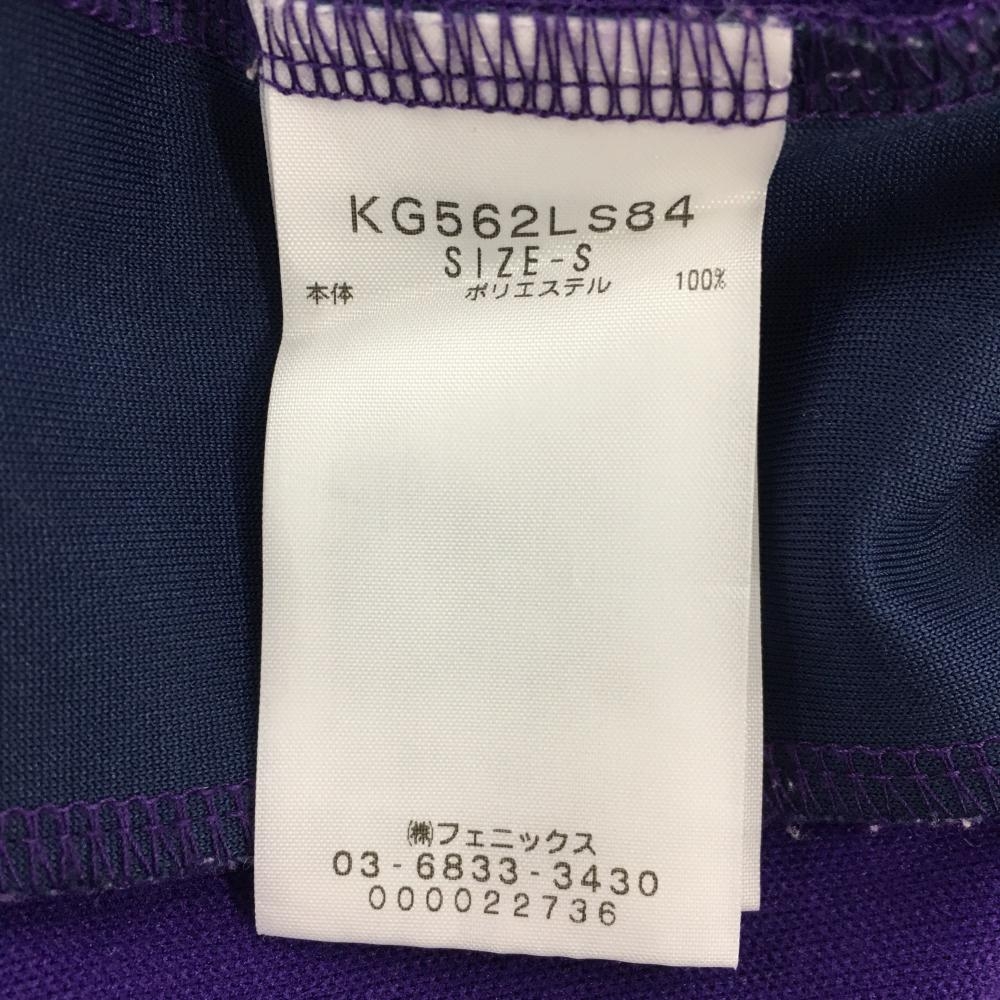 KG562LS84
SIZE-S
本体 ポリエステル 100%
㈱フェニックス
03-6833-3430
000022736